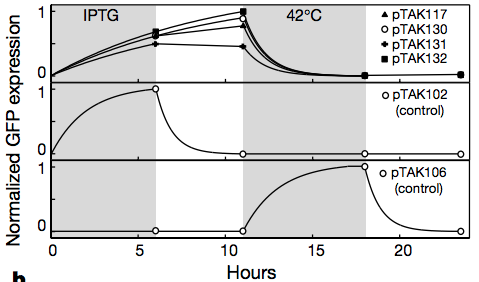 IPTG
42°C
pTAK117
pTAK130
pTAK131
pTAK132
1
0
pTAK102
(control)
1
0
pTAK106
(control)
1
0
Normalized GFP expression
0
5
10
15
20
Hours